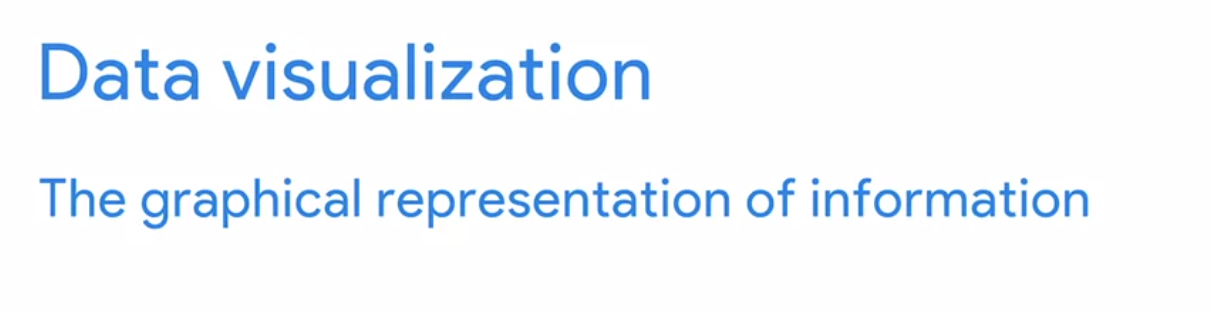 Data visualization
The graphical representation of information